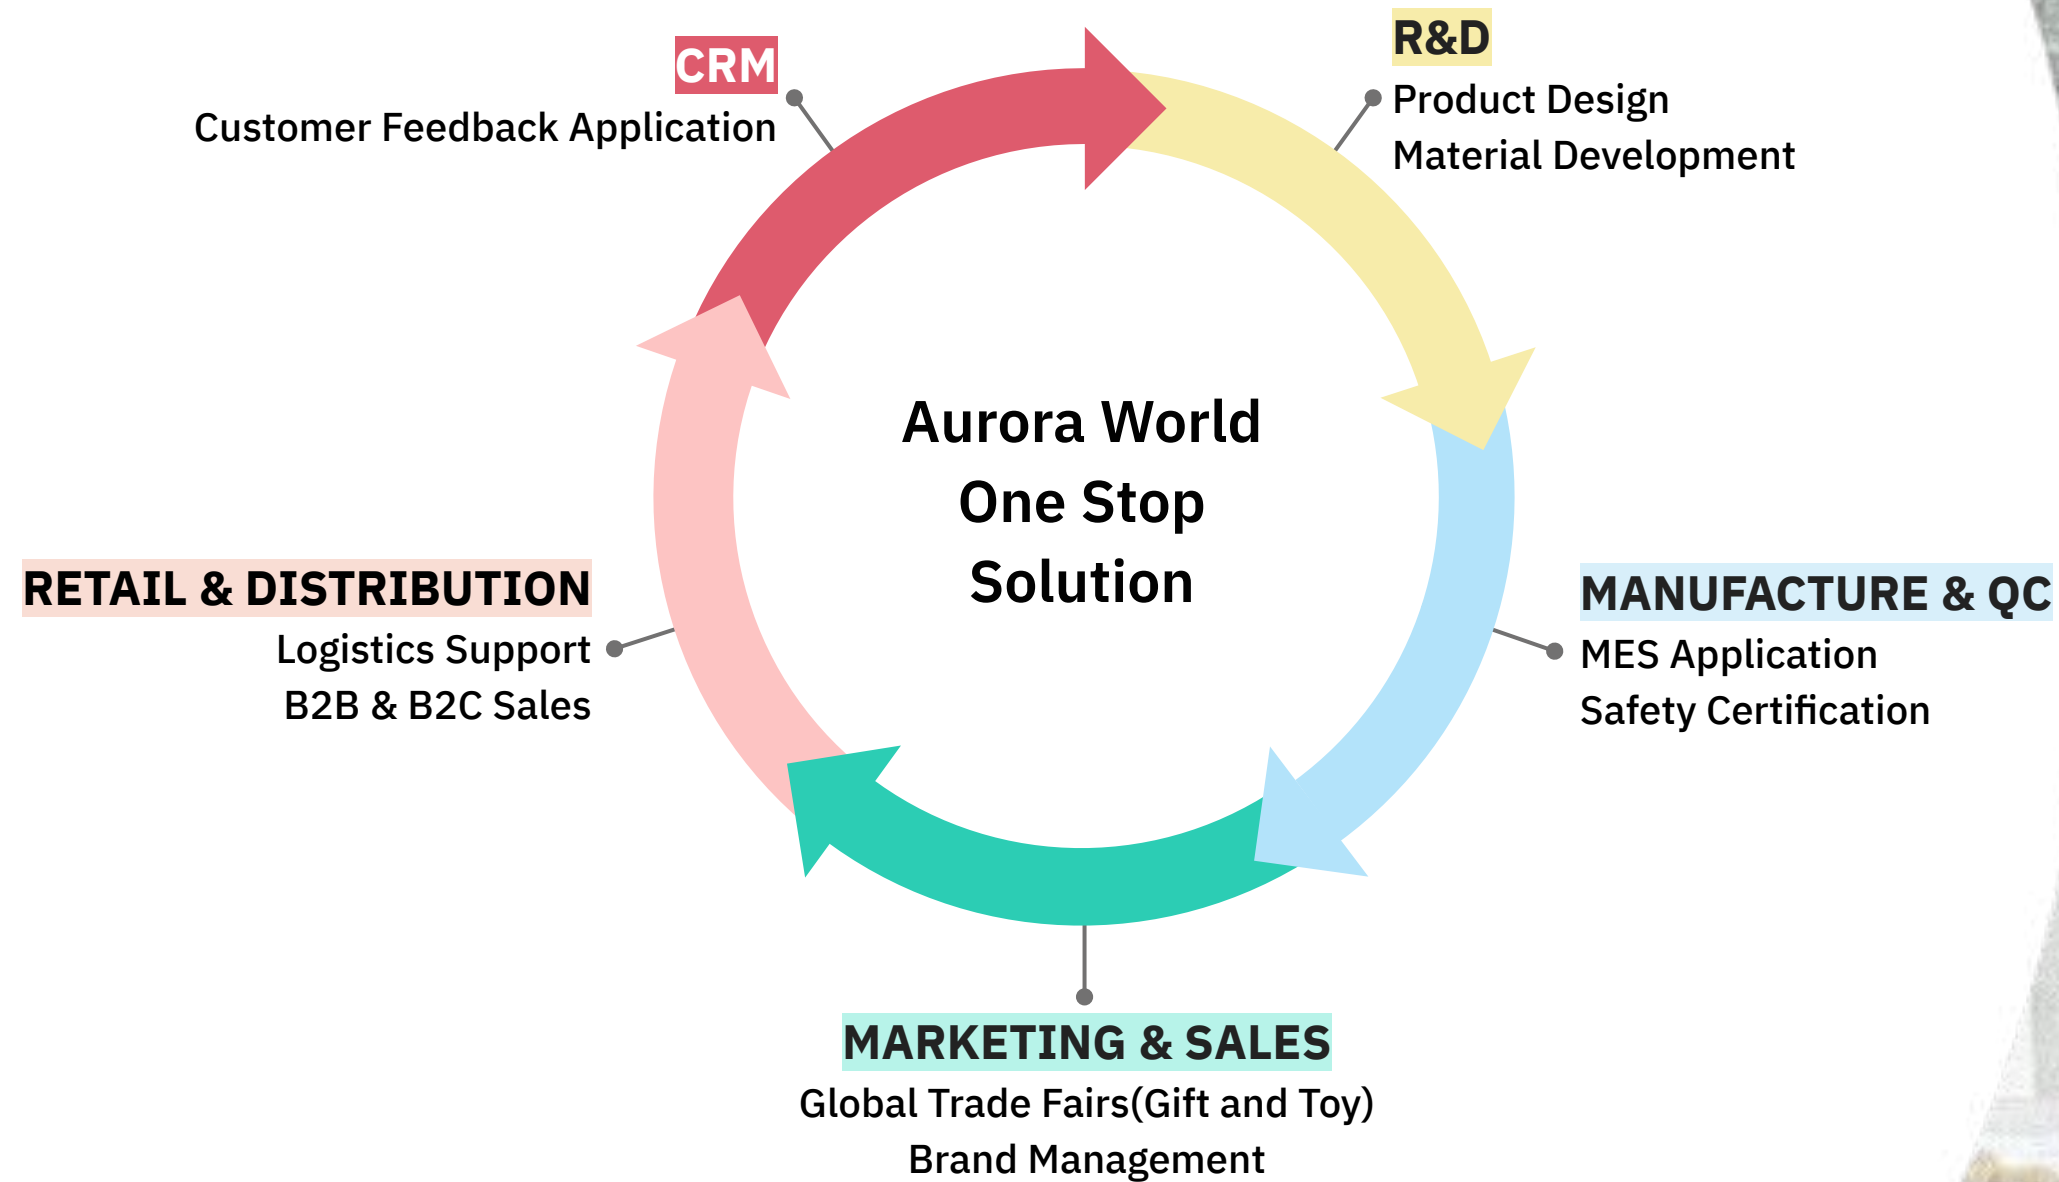 CRM
Customer Feedback Application
R&D
Product Design
Material Development
Aurora World
One Stop
Solution
RETAIL & DISTRIBUTION
Logistics Support
B2B & B2C Sales
MANUFACTURE & QC
MES Application
Safety Certification
MARKETING & SALES
Global Trade Fairs(Gift and Toy)
Brand Management